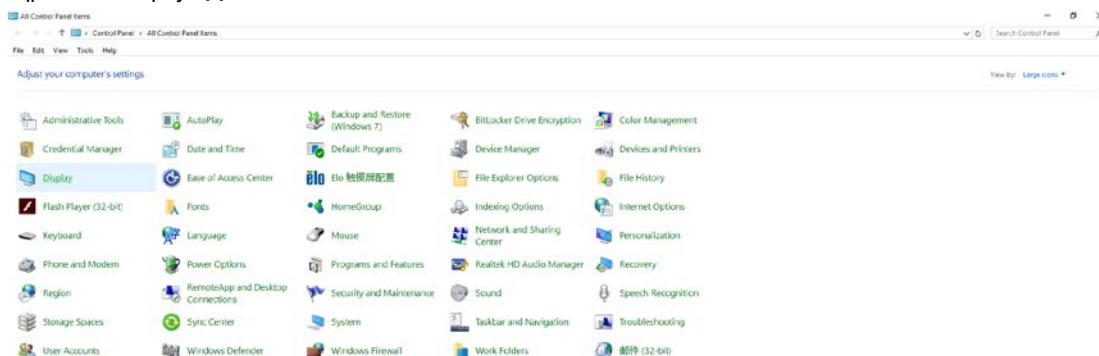 All Control Panel Items
Control Panel > All Control Panel Items
Search Control Panel
File Edit View Tools Help
Adjust your computer's settings
View by: Large icons
Administrative Tools
AutoPlay
Backup and Restore
(Windows 7)
BitLocker Drive Encryption
Color Management
Credential Manager
Date and Time
Default Programs
Device Manager
Devices and Printers
Display
Ease of Access Center
elo Elo 触摸屏配置
File Explorer Options
File History
Flash Player (32-bit)
Fonts
HomeGroup
Indexing Options
Internet Options
Keyboard
Language
Mouse
Network and Sharing
Center
Personalization
Phone and Modem
Power Options
Programs and Features
Realtek HD Audio Manager
Recovery
Region
RemoteApp and Desktop
Connections
Security and Maintenance
Sound
Speech Recognition
Storage Spaces
Sync Center
System
Taskbar and Navigation
Troubleshooting
User Accounts
Windows Defender
Windows Firewall
Work Folders
邮件 (32-bit)